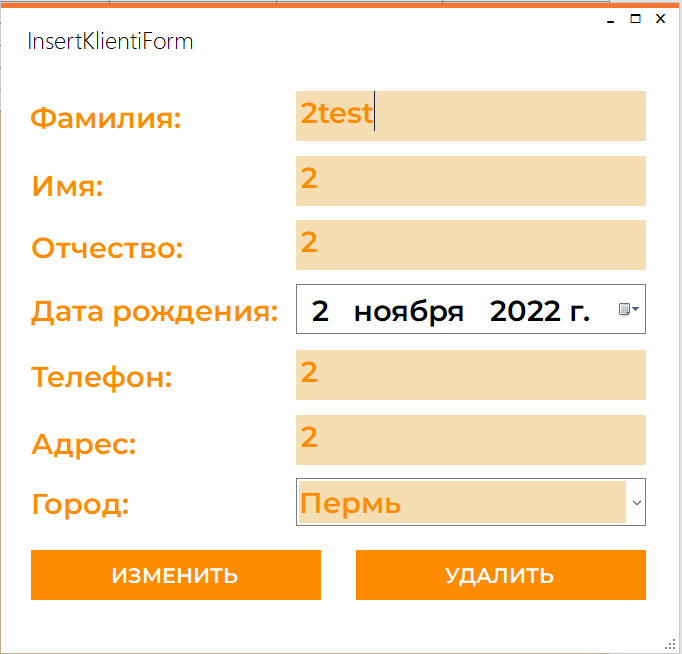 InsertKlientiForm
Фамилия: 2test
Имя: 2
Отчество: 2
Дата рождения: 2 ноября 2022 г.
Телефон: 2
Адрес: 2
Город: Пермь
ИЗМЕНИТЬ УДАЛИТЬ